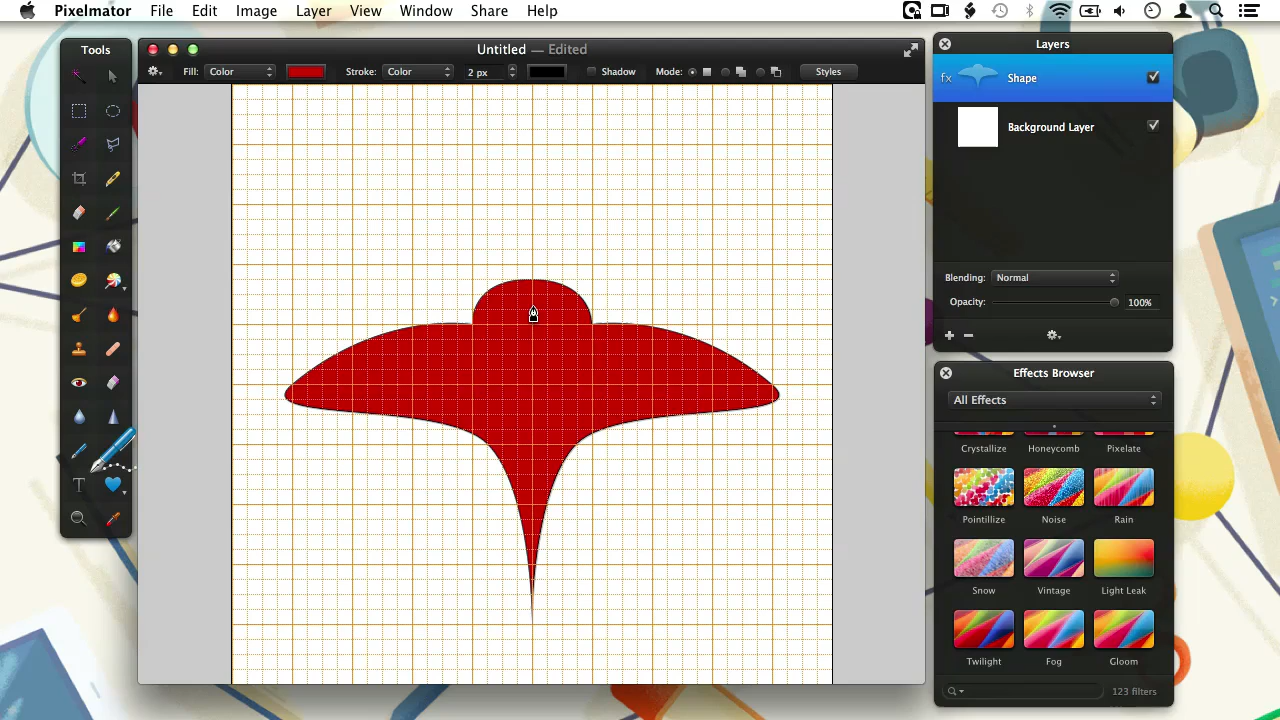 Pixelmator File Edit Image Layer View Window Share Help
Tools
Untitled — Edited
Fill: Color Stroke: Color 2 px Shadow Mode: Styles
Layers
fx Shape
Background Layer
Blending: Normal
Opacity: 100%
Effects Browser
All Effects
Crystallize Honeycomb Pixelate
Pointillize Noise Rain
Snow Vintage Light Leak
Twilight Fog Gloom
123 filters
T